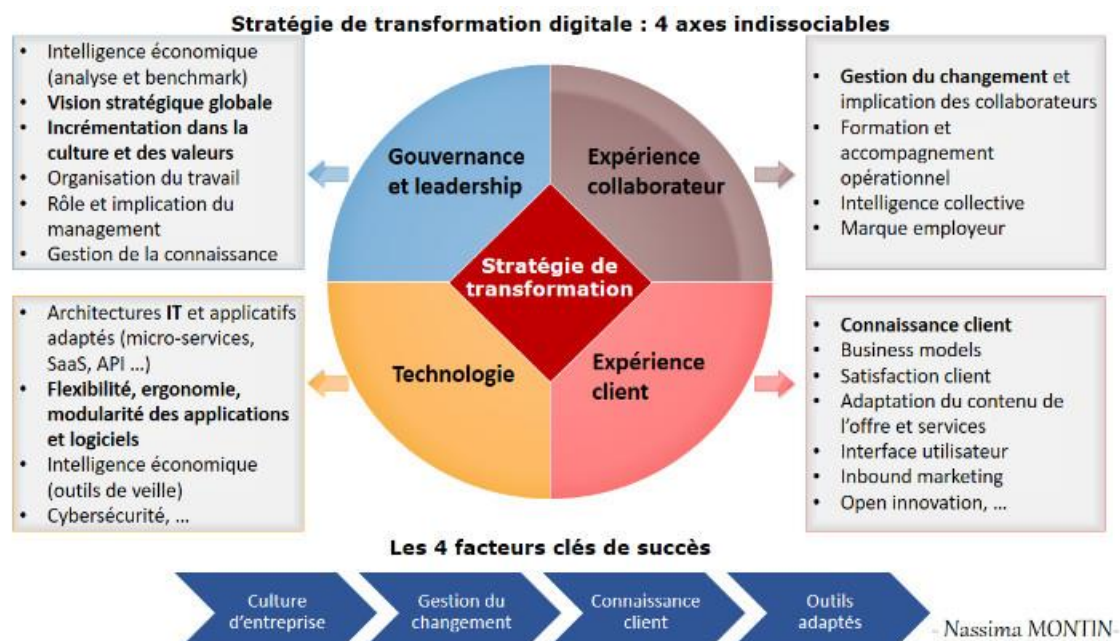 Stratégie de transformation digitale : 4 axes indissociables
• Intelligence économique
(analyse et benchmark)
• Vision stratégique globale
• Incrémentation dans la
culture et des valeurs
• Organisation du travail
• Rôle et implication du
management
• Gestion de la connaissance
Gouvernance
et leadership
Expérience
collaborateur
• Gestion du changement et
implication des collaborateurs
• Formation et
accompagnement
opérationnel
• Intelligence collective
• Marque employeur
Stratégie de
transformation
• Architectures IT et applicatifs
adaptés (micro-services,
SaaS, API ...)
• Flexibilité, ergonomie,
modularité des applications
et logiciels
• Intelligence économique
(outils de veille)
• Cybersécurité, ...
Technologie
Expérience
client
• Connaissance client
• Business models
• Satisfaction client
• Adaptation du contenu de
l'offre et services
• Interface utilisateur
• Inbound marketing
• Open innovation, ...
Les 4 facteurs clés de succès
Culture
d'entreprise
Gestion du
changement
Connaissance
client
Outils
adaptés
- Nassima MONTIN-